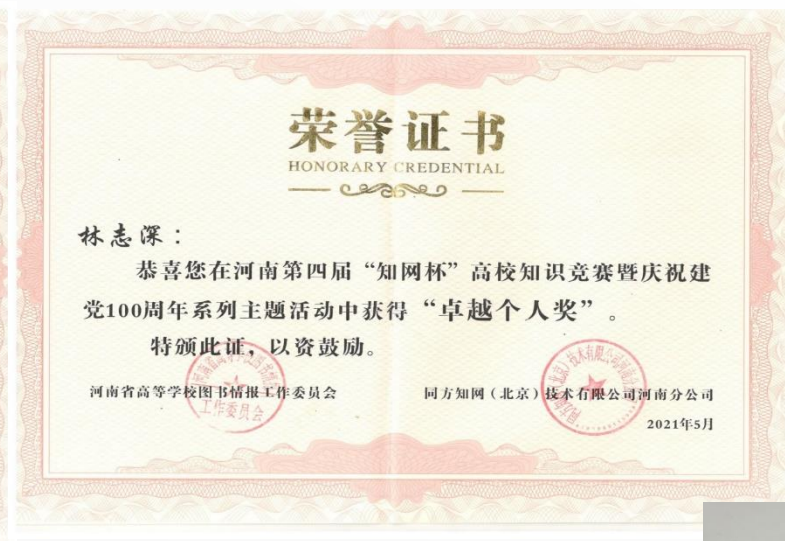 荣誉证书
HONORARY CREDENTIAL
林志深：
恭喜您在河南第四届“知网杯”高校知识竞赛暨庆祝建
党100周年系列主题活动中获得“卓越个人奖”。
特颁此证，以资鼓励。
河南省高等学校图书情报工作委员会
工作委员会
同方知网（北京）技术有限公司河南分公司
2021年5月